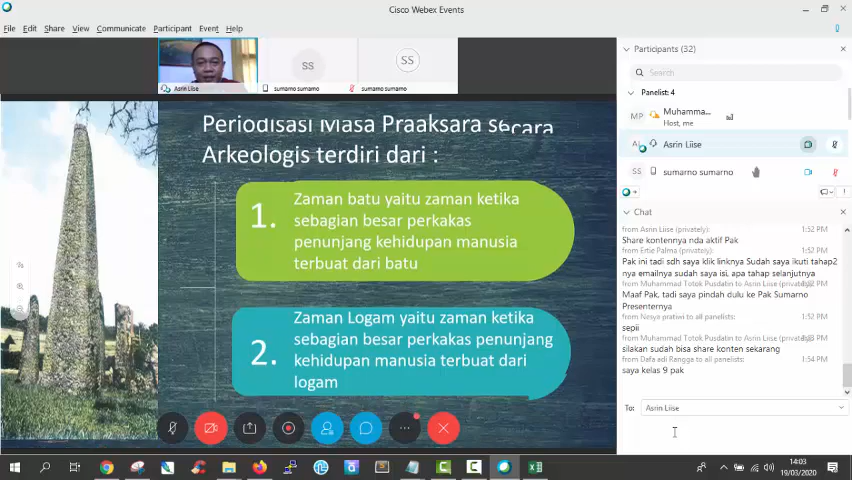 Cisco Webex Events
File Edit Share View Communicate Participant Event Help
Participants (32)
Search
Panelist: 4
MP Muhamma...
Host, me
Asrin Liise
SS sumarno sumarno
SS
SS
Asrin Liise
sumarno sumarno
sumarno sumarno
Periodisasi Masa Praaksara secara
Arkeologis terdiri dari :
1.
Zaman batu yaitu zaman ketika
sebagian besar perkakas
penunjang kehidupan manusia
terbuat dari batu
2.
Zaman Logam yaitu zaman ketika
sebagian besar perkakas penunjang
kehidupan manusia terbuat dari
logam
Chat
from Asrin Liise (privately): 1:52 PM
Share kontennya nda aktif Pak
from Ertie Palma (privately): 1:52 PM
Pak ini tadi sdh saya klik linknya Sudah saya ikuti tahap2
nya emailnya sudah saya isi, apa tahap selanjutnya
from Muhammad Totok Pusdatin to Asrin Liise (privately): 1:52 PM
Maaf Pak, tadi saya pindah dulu ke Pak Sumarno
Presenternya
from Nesya pratiwi to all panelists: 1:52 PM
sepii
from Muhammad Totok Pusdatin to Asrin Liise (privately):
silakan sudah bisa share konten sekarang
from Dafa adi Rangga to all panelists: 1:54 PM
saya kelas 9 pak
To: Asrin Liise
14:03
19/03/2020